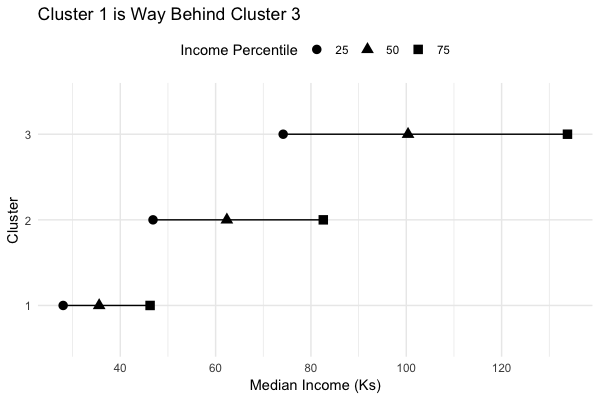 Cluster 1 is Way Behind Cluster 3
Income Percentile 25 50 75
3
2
1
Cluster
40 60 80 100 120
Median Income (Ks)